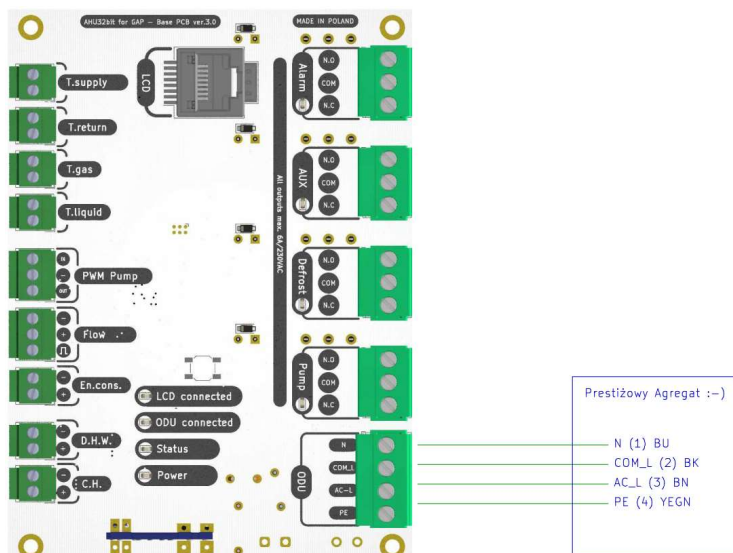 AHU32bit for GAP - Base PCB ver.3.0
MADE IN POLAND
LCD
T.supply
T.return
T.gas
T.liquid
IN
-
OUT
PWM Pump
-
+
Flow
-
+
En.cons.
-
+
D.H.W.
-
+
C.H.
LCD connected
ODU connected
Status
Power
All outputs max. 6A/230VAC
Alarm
N.O
COM
N.C
AUX
N.O
COM
N.C
Defrost
N.O
COM
N.C
Pump
N.O
COM
N.C
ODU
N
COM_L
AC-L
PE
Prestiżowy Agregat :-)
N (1) BU
COM_L (2) BK
AC_L (3) BN
PE (4) YEGN